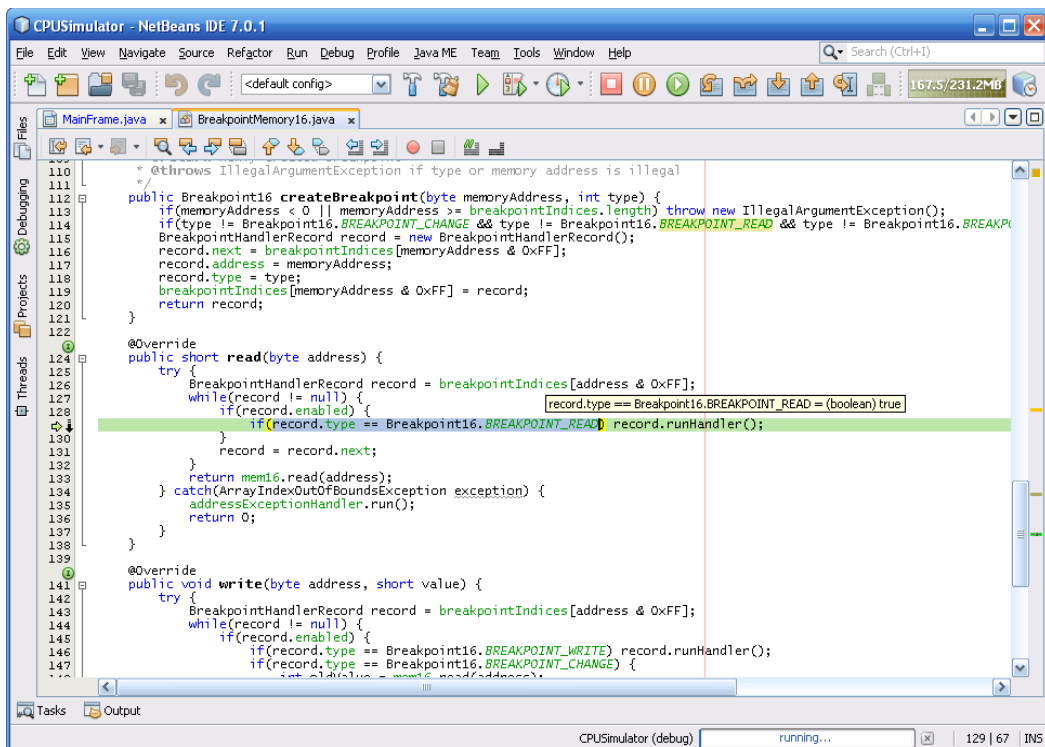 CPUSimulator - NetBeans IDE 7.0.1
File Edit View Navigate Source Refactor Run Debug Profile Java ME Team Tools Window Help
Search (Ctrl+I)
<default config>
167.5/231.2MB
MainFrame.java x BreakpointMemory16.java x
Files
Debugging
Projects
Threads
110 * @throws IllegalArgumentException if type or memory address is illegal
111 */
112 public Breakpoint16 createBreakpoint(byte memoryAddress, int type) {
113 if(memoryAddress < 0 || memoryAddress >= breakpointIndices.length) throw new IllegalArgumentException();
114 if(type != Breakpoint16.BREAKPOINT_CHANGE && type != Breakpoint16.BREAKPOINT_READ && type != Breakpoint16.BREAKP
115 BreakpointHandlerRecord record = new BreakpointHandlerRecord();
116 record.next = breakpointIndices[memoryAddress & 0xFF];
117 record.address = memoryAddress;
118 record.type = type;
119 breakpointIndices[memoryAddress & 0xFF] = record;
120 return record;
121 }
122
@Override
124 public short read(byte address) {
125 try {
126 BreakpointHandlerRecord record = breakpointIndices[address & 0xFF];
127 while(record != null) {
record.type == Breakpoint16.BREAKPOINT_READ = (boolean) true
128 if(record.enabled) {
if(record.type == Breakpoint16.BREAKPOINT_READ) record.runHandler();
130 }
131 record = record.next;
132 }
133 return mem16.read(address);
134 } catch(ArrayIndexOutOfBoundsException exception) {
135 addressExceptionHandler.run();
136 return 0;
137 }
138 }
139
@Override
141 public void write(byte address, short value) {
142 try {
143 BreakpointHandlerRecord record = breakpointIndices[address & 0xFF];
144 while(record != null) {
145 if(record.enabled) {
146 if(record.type == Breakpoint16.BREAKPOINT_WRITE) record.runHandler();
147 if(record.type == Breakpoint16.BREAKPOINT_CHANGE) {
Tasks Output
CPUSimulator (debug) running... 129 | 67 INS